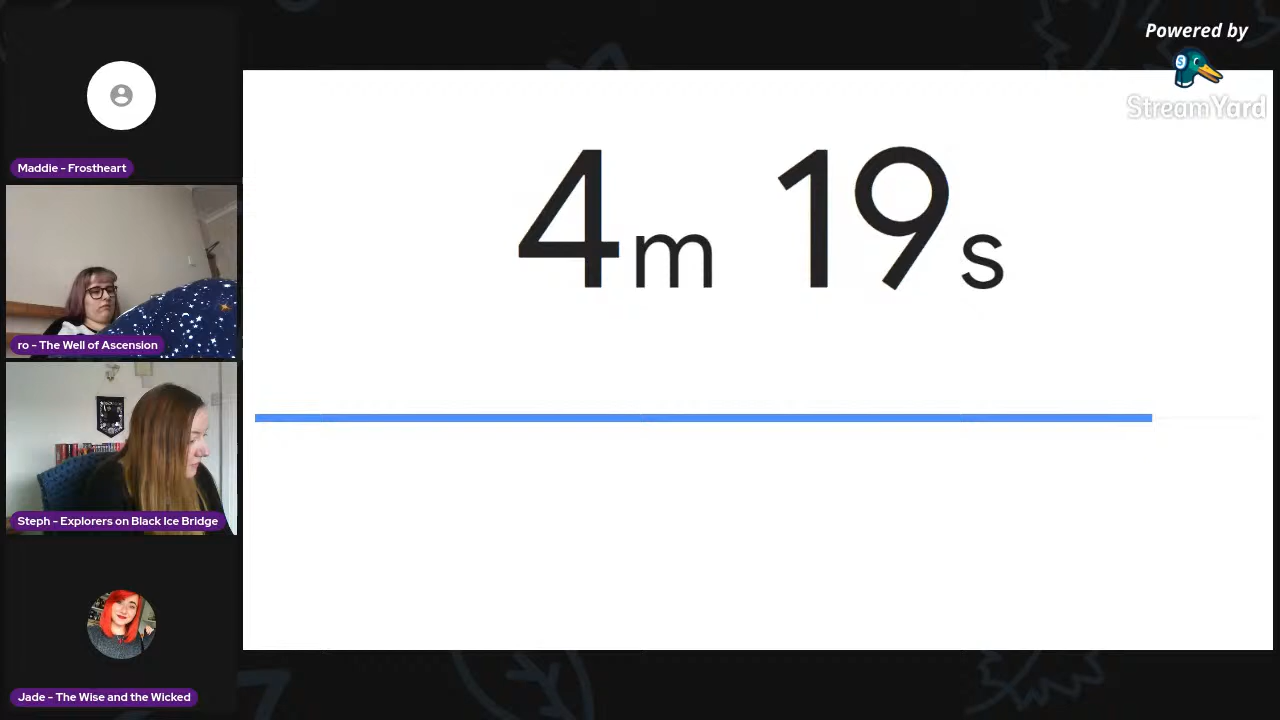 Powered by
StreamYard
Maddie - Frostheart
ro - The Well of Ascension
Steph - Explorers on Black Ice Bridge
Jade - The Wise and the Wicked
4m 19s